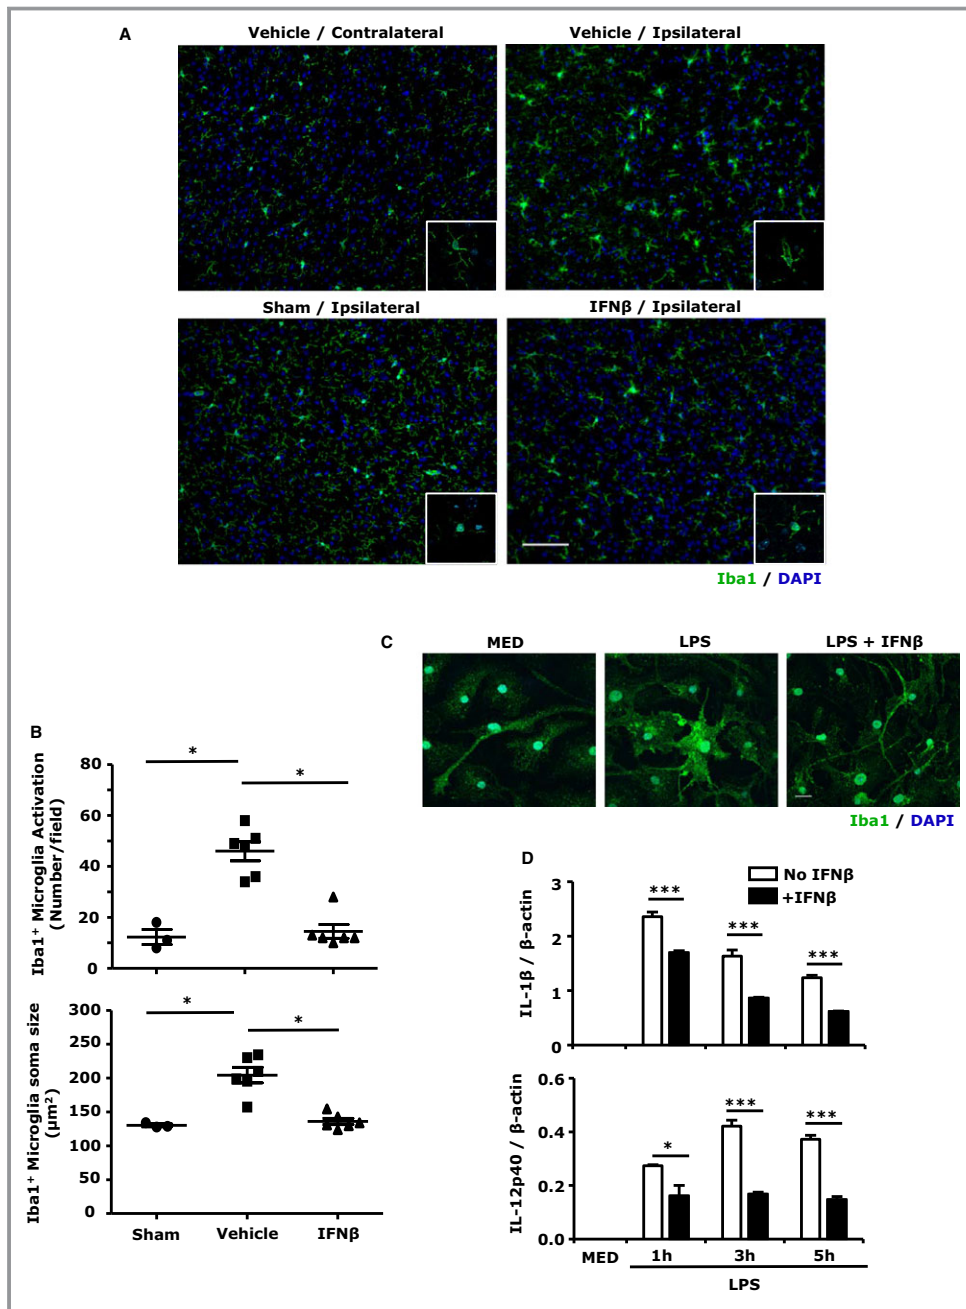 A
Vehicle / Contralateral
Vehicle / Ipsilateral
Sham / Ipsilateral
IFNβ / Ipsilateral
Iba1 / DAPI
C
MED
LPS
LPS + IFNβ
Iba1 / DAPI
B
Iba1⁺ Microglia Activation
(Number/field)
80
60
40
20
0
*
*
Iba1⁺ Microglia soma size
(µm²)
300
250
200
150
100
50
0
*
*
Sham
Vehicle
IFNβ
D
No IFNβ
+IFNβ
IL-1β / β-actin
3
2
1
0
***
***
***
IL-12p40 / β-actin
0.6
0.4
0.2
0.0
*
***
***
MED
1h
3h
5h
LPS